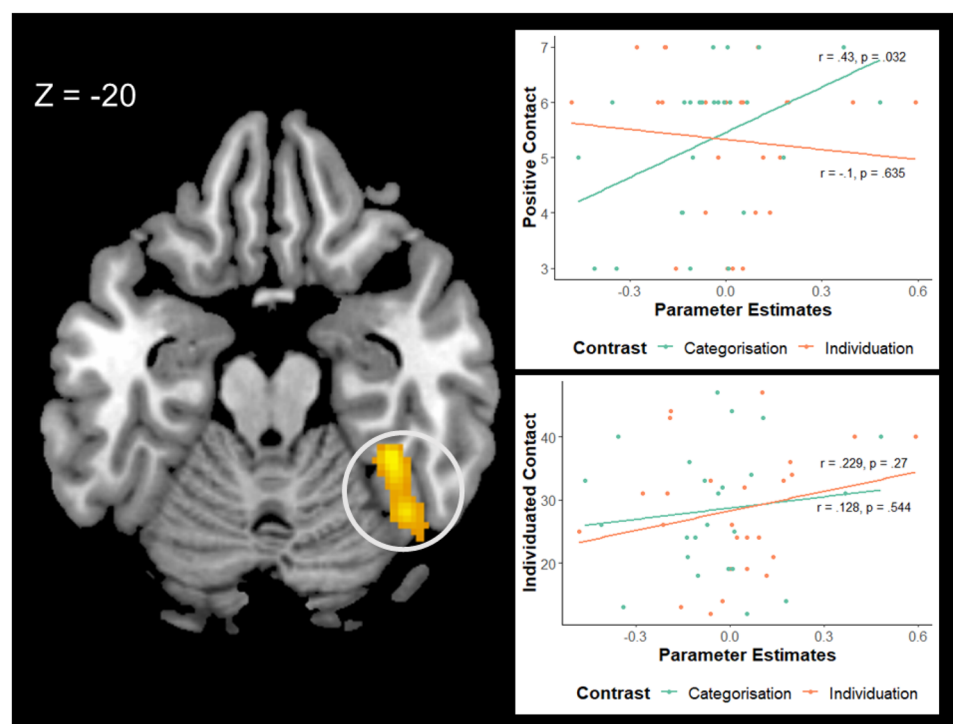 Z = -20
7
6
5
4
3
Positive Contact
r = .43, p = .032
r = -.1, p = .635
-0.3 0.0 0.3 0.6
Parameter Estimates
Contrast Categorisation Individuation
40
30
20
Individuated Contact
r = .229, p = .27
r = .128, p = .544
-0.3 0.0 0.3 0.6
Parameter Estimates
Contrast Categorisation Individuation